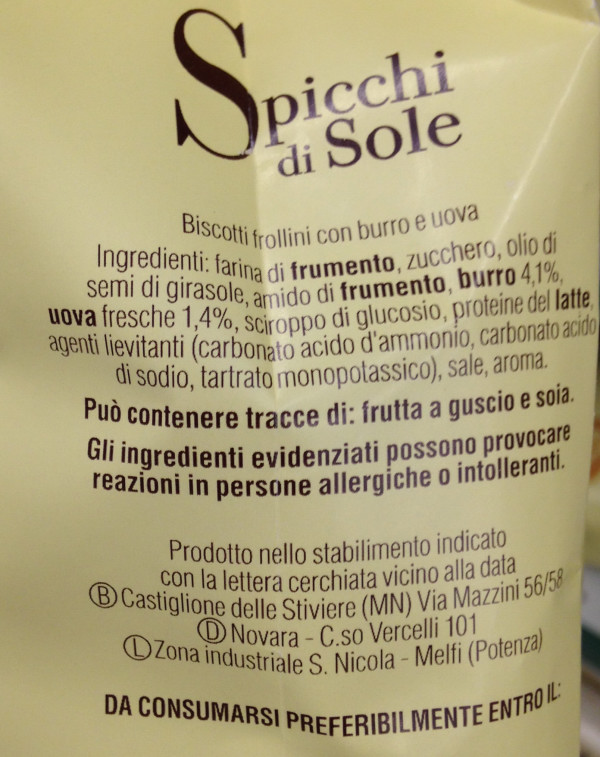 Spicchi
di Sole
Biscotti frollini con burro e uova
Ingredienti: farina di frumento, zucchero, olio di
semi di girasole, amido di frumento, burro 4,1%,
uova fresche 1,4%, sciroppo di glucosio, proteine del latte,
agenti lievitanti (carbonato acido d'ammonio, carbonato acido
di sodio, tartrato monopotassico), sale, aroma.
Può contenere tracce di: frutta a guscio e soia.
Gli ingredienti evidenziati possono provocare
reazioni in persone allergiche o intolleranti.
Prodotto nello stabilimento indicato
con la lettera cerchiata vicino alla data
Ⓑ Castiglione delle Stiviere (MN) Via Mazzini 56/58
Ⓓ Novara - C.so Vercelli 101
Ⓛ Zona industriale S. Nicola - Melfi (Potenza)
DA CONSUMARSI PREFERIBILMENTE ENTRO IL: